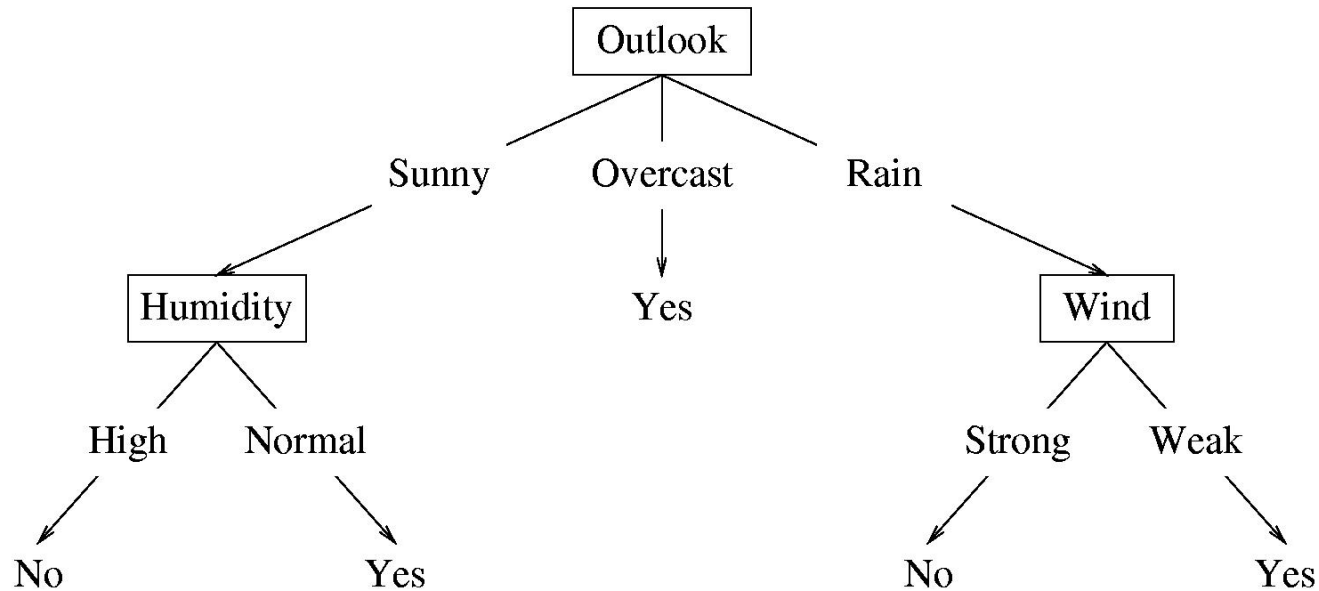 Outlook
Sunny Overcast Rain
Humidity Yes Wind
High Normal Strong Weak
No Yes No Yes